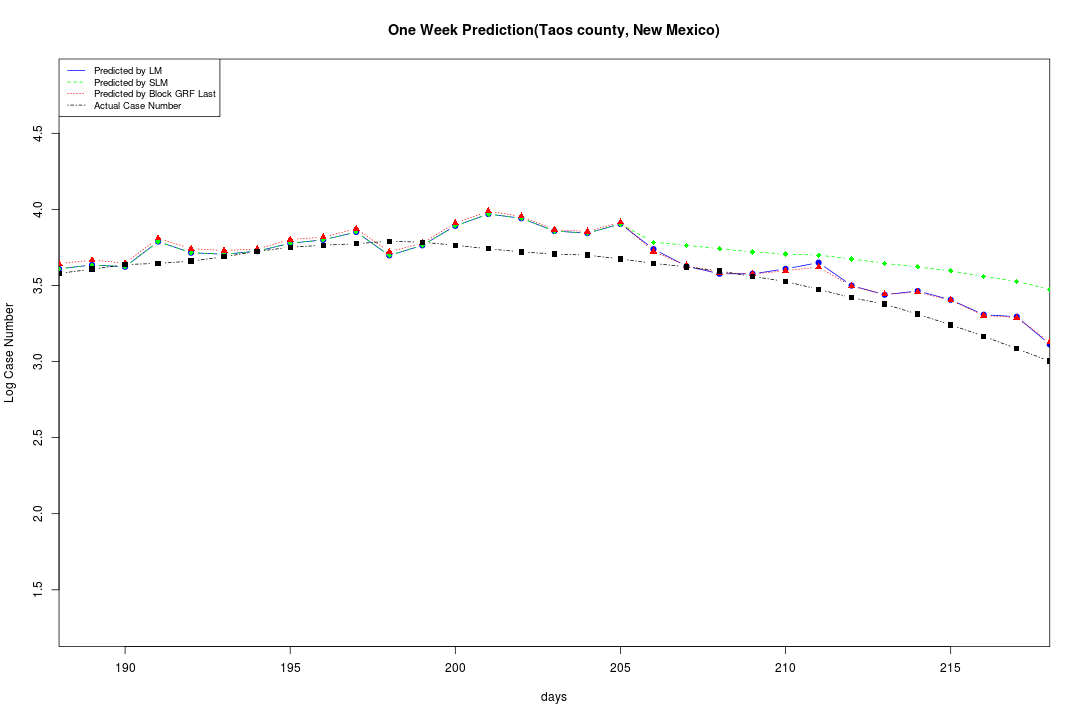 One Week Prediction(Taos county, New Mexico)
Predicted by LM
Predicted by SLM
Predicted by Block GRF Last
Actual Case Number
4.5
4.0
3.5
3.0
2.5
2.0
1.5
Log Case Number
190 195 200 205 210 215
days